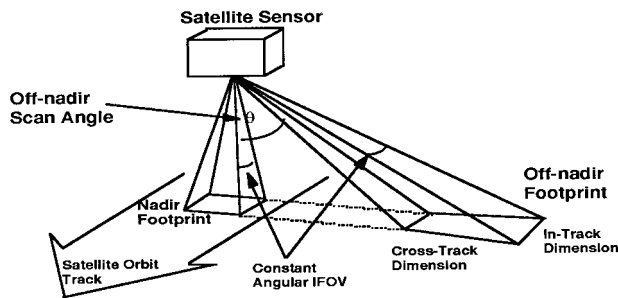 Satellite Sensor
Off-nadir
Scan Angle
θ
Off-nadir
Footprint
Nadir
Footprint
In-Track
Dimension
Cross-Track
Dimension
Constant
Angular IFOV
Satellite Orbit
Track